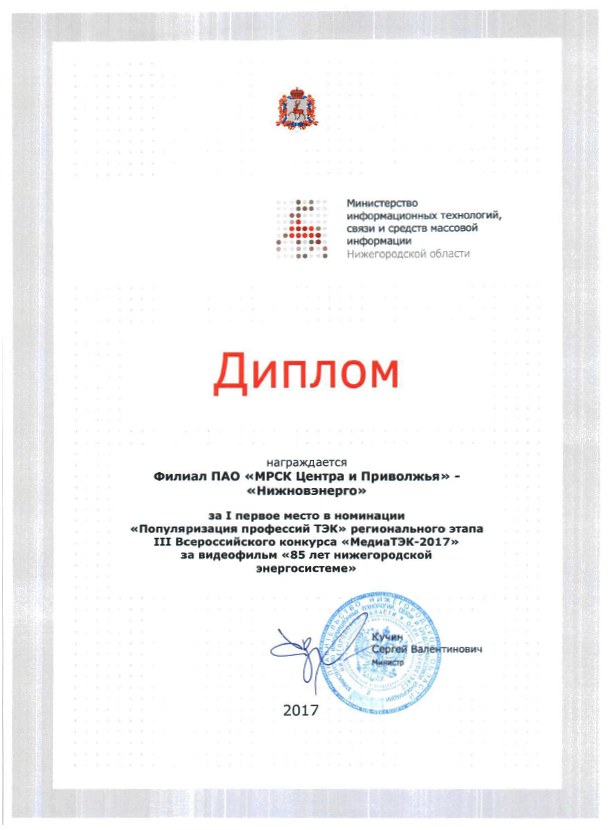 Министерство
информационных технологий,
связи и средств массовой
информации
Нижегородской области
Диплом
награждается
Филиал ПАО «МРСК Центра и Приволжья» -
«Нижновэнерго»
за I первое место в номинации
«Популяризация профессий ТЭК» регионального этапа
III Всероссийского конкурса «МедиаТЭК-2017»
за видеофильм «85 лет нижегородской
энергосистеме»
Кучин
Сергей Валентинович
Министр
2017